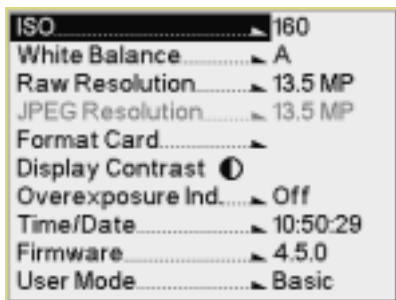 ISO 160
White Balance A
Raw Resolution 13.5 MP
JPEG Resolution 13.5 MP
Format Card
Display Contrast
Overexposure Ind. Off
Time/Date 10:50:29
Firmware 4.5.0
User Mode Basic